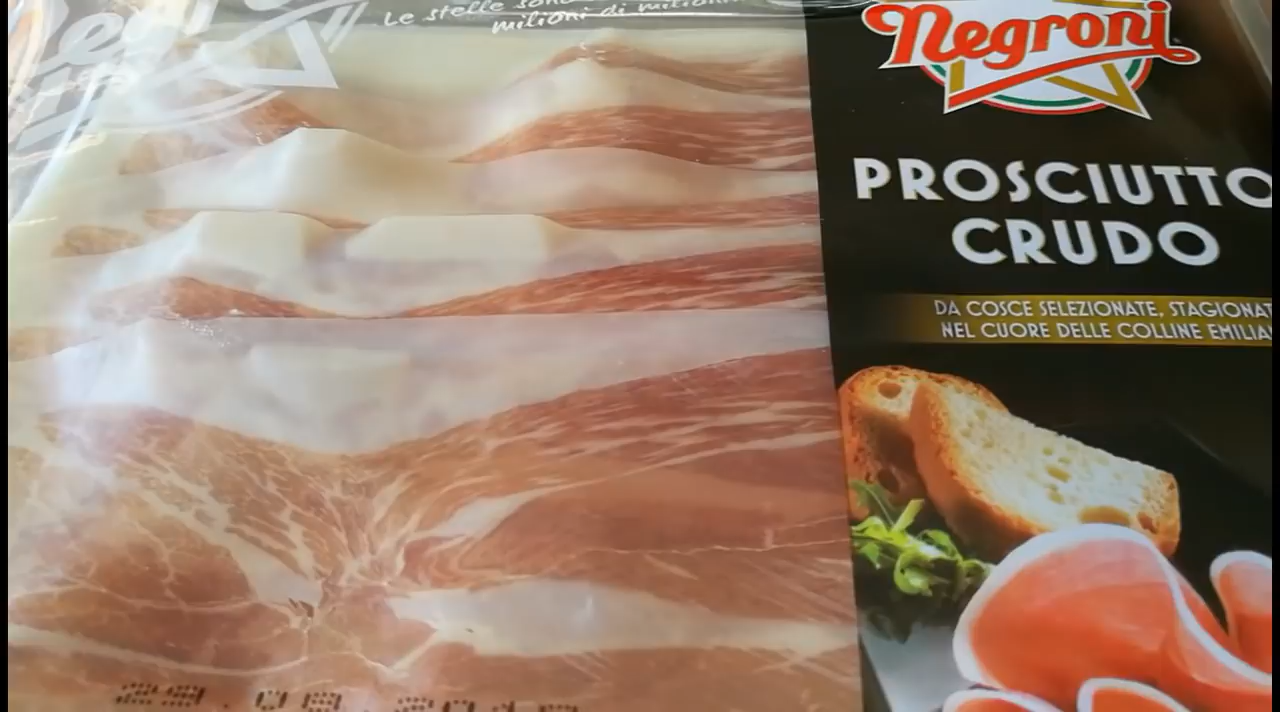 Le stelle sono
milioni di milioni
Negroni
PROSCIUTTO
CRUDO
DA COSCE SELEZIONATE, STAGIONAT
NEL CUORE DELLE COLLINE EMILIA